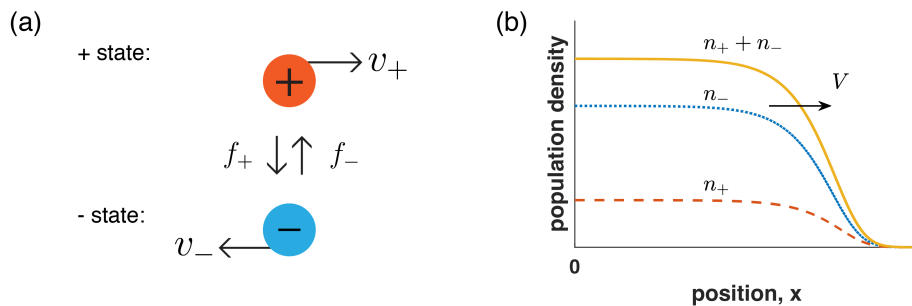 (a)
+ state:
+
v₊
f₊
f₋
- state:
−
v₋
(b)
population density
n₊ + n₋
V
n₋
n₊
0
position, x